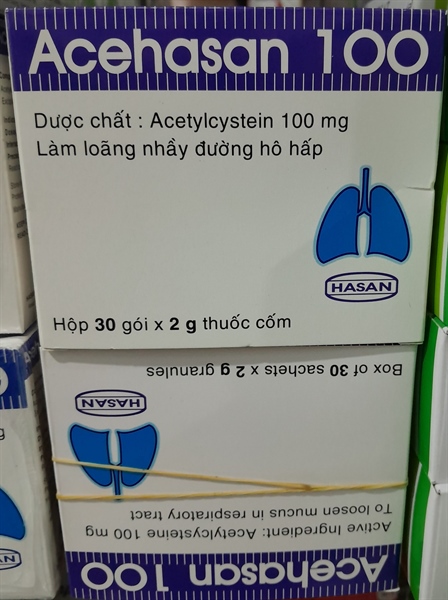 Acehasan 100
Dược chất : Acetylcystein 100 mg
Làm loãng nhầy đường hô hấp
HASAN
Hộp 30 gói x 2 g thuốc cốm
Acehasan 100
Active Ingredient: Acetylcysteine 100 mg
To loosen mucus in respiratory tract
HASAN
Box of 30 sachets x 2 g granules